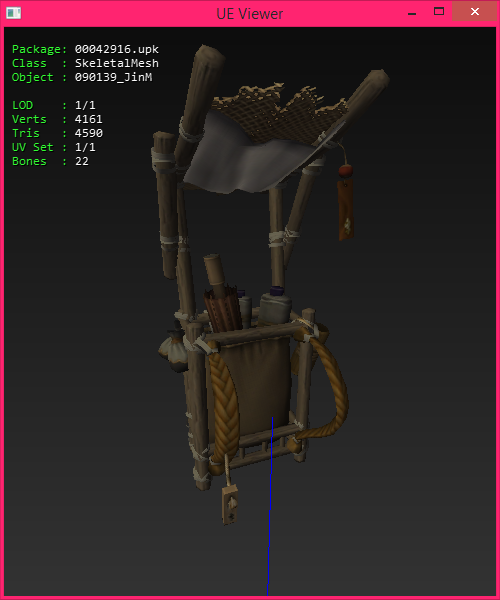 UE Viewer
Package: 00042916.upk
Class  : SkeletalMesh
Object : 090139_JinM
LOD    : 1/1
Verts  : 4161
Tris   : 4590
UV Set : 1/1
Bones  : 22